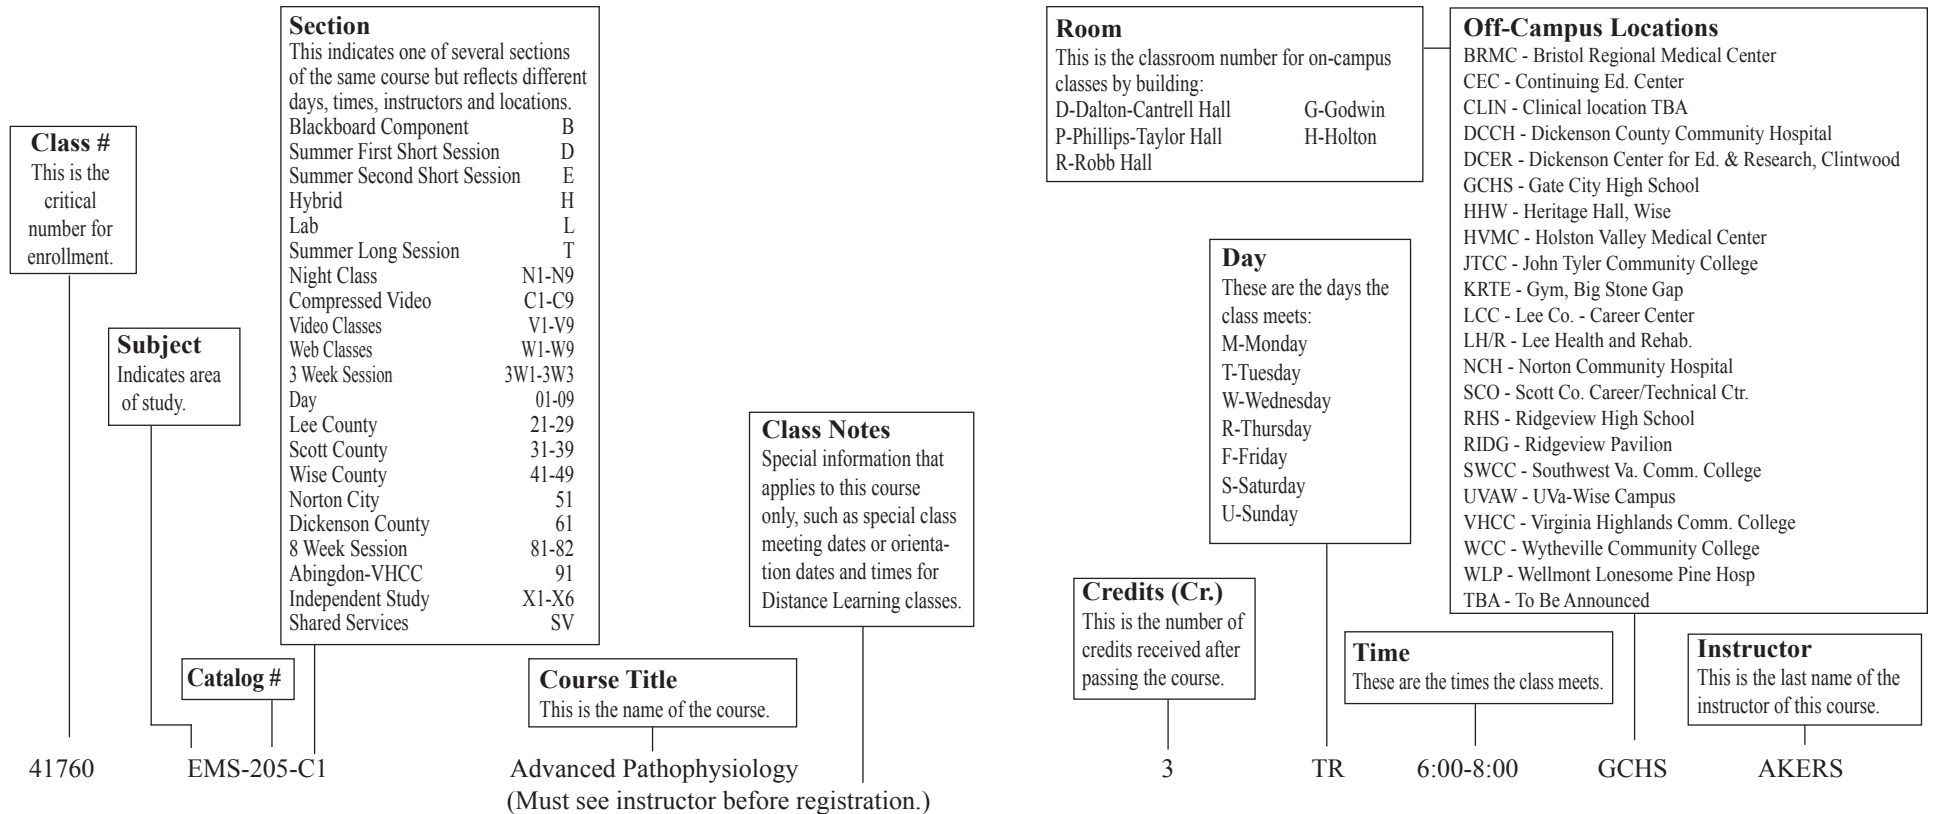 Section
This indicates one of several sections
of the same course but reflects different
days, times, instructors and locations.
Blackboard Component B
Summer First Short Session D
Summer Second Short Session E
Hybrid H
Lab L
Summer Long Session T
Night Class N1-N9
Compressed Video C1-C9
Video Classes V1-V9
Web Classes W1-W9
3 Week Session 3W1-3W3
Day 01-09
Lee County 21-29
Scott County 31-39
Wise County 41-49
Norton City 51
Dickenson County 61
8 Week Session 81-82
Abingdon-VHCC 91
Independent Study X1-X6
Shared Services SV
Class #
This is the
critical
number for
enrollment.
Subject
Indicates area
of study.
Catalog #
Course Title
This is the name of the course.
Class Notes
Special information that
applies to this course
only, such as special class
meeting dates or orienta-
tion dates and times for
Distance Learning classes.
Room
This is the classroom number for on-campus
classes by building:
D-Dalton-Cantrell Hall G-Godwin
P-Phillips-Taylor Hall H-Holton
R-Robb Hall
Off-Campus Locations
BRMC - Bristol Regional Medical Center
CEC - Continuing Ed. Center
CLIN - Clinical location TBA
DCCH - Dickenson County Community Hospital
DCER - Dickenson Center for Ed. & Research, Clintwood
GCHS - Gate City High School
HHW - Heritage Hall, Wise
HVMC - Holston Valley Medical Center
JTCC - John Tyler Community College
KRTE - Gym, Big Stone Gap
LCC - Lee Co. - Career Center
LH/R - Lee Health and Rehab.
NCH - Norton Community Hospital
SCO - Scott Co. Career/Technical Ctr.
RHS - Ridgeview High School
RIDG - Ridgeview Pavilion
SWCC - Southwest Va. Comm. College
UVAW - UVa-Wise Campus
VHCC - Virginia Highlands Comm. College
WCC - Wytheville Community College
WLP - Wellmont Lonesome Pine Hosp
TBA - To Be Announced
Day
These are the days the
class meets:
M-Monday
T-Tuesday
W-Wednesday
R-Thursday
F-Friday
S-Saturday
U-Sunday
Credits (Cr.)
This is the number of
credits received after
passing the course.
Time
These are the times the class meets.
Instructor
This is the last name of the
instructor of this course.
41760 EMS-205-C1 Advanced Pathophysiology 3 TR 6:00-8:00 GCHS AKERS
(Must see instructor before registration.)